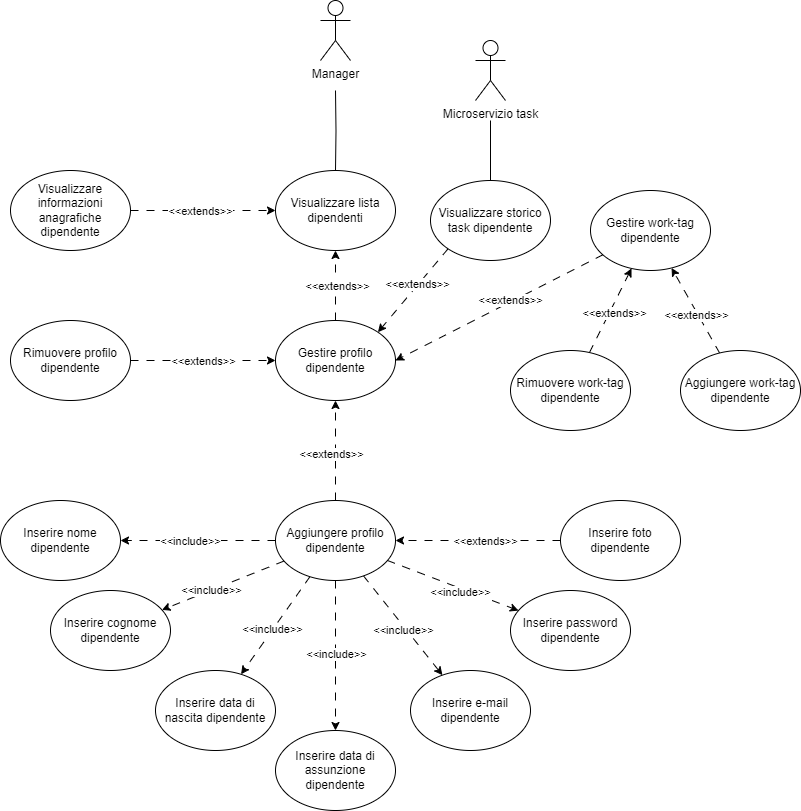 Manager
Microservizio task
Visualizzare
informazioni
anagrafiche
dipendente
<<extends>>
Visualizzare lista
dipendenti
Visualizzare storico
task dipendente
Gestire work-tag
dipendente
<<extends>>
<<extends>>
<<extends>>
<<extends>>
<<extends>>
Rimuovere profilo
dipendente
<<extends>>
Gestire profilo
dipendente
Rimuovere work-tag
dipendente
Aggiungere work-tag
dipendente
<<extends>>
Inserire nome
dipendente
<<include>>
Aggiungere profilo
dipendente
<<extends>>
Inserire foto
dipendente
<<include>>
<<include>>
Inserire cognome
dipendente
<<include>>
<<include>>
Inserire password
dipendente
<<include>>
Inserire data di
nascita dipendente
Inserire e-mail
dipendente
Inserire data di
assunzione
dipendente